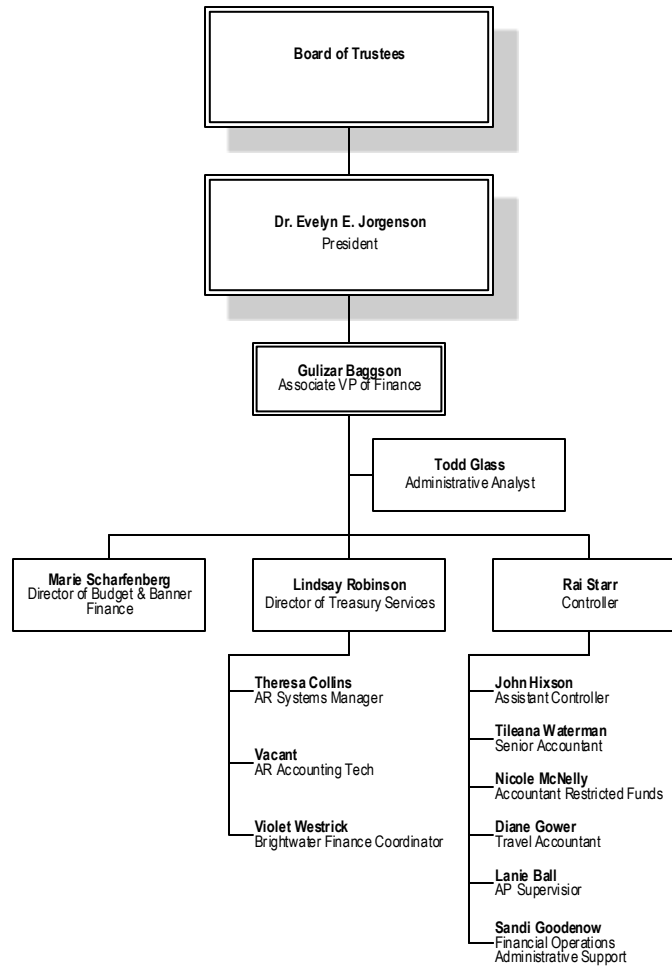 Board of Trustees
Dr. Evelyn E. Jorgenson
President
Gulizar Baggson
Associate VP of Finance
Todd Glass
Administrative Analyst
Marie Scharfenberg
Director of Budget & Banner
Finance
Lindsay Robinson
Director of Treasury Services
Rai Starr
Controller
Theresa Collins
AR Systems Manager
Vacant
AR Accounting Tech
Violet Westrick
Brightwater Finance Coordinator
John Hixson
Assistant Controller
Tileana Waterman
Senior Accountant
Nicole McNelly
Accountant Restricted Funds
Diane Gower
Travel Accountant
Lanie Ball
AP Supervisior
Sandi Goodenow
Financial Operations
Administrative Support